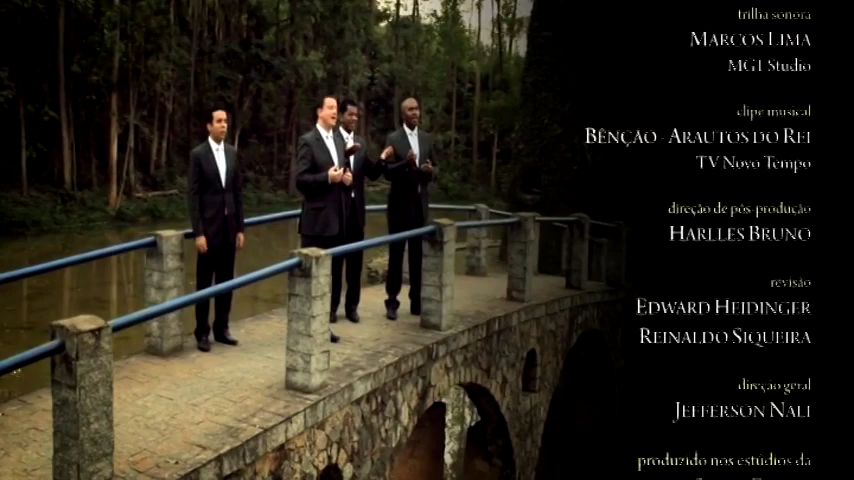 trilha sonora
MARCOS LIMA
MGT Studio
clipe musical
BÊNÇÃO - ARAUTOS DO REI
TV Novo Tempo
direção de pós-produção
HARLLES BRUNO
revisão
EDWARD HEIDINGER
REINALDO SIQUEIRA
direção geral
JEFFERSON NALI
produzido nos estúdios da